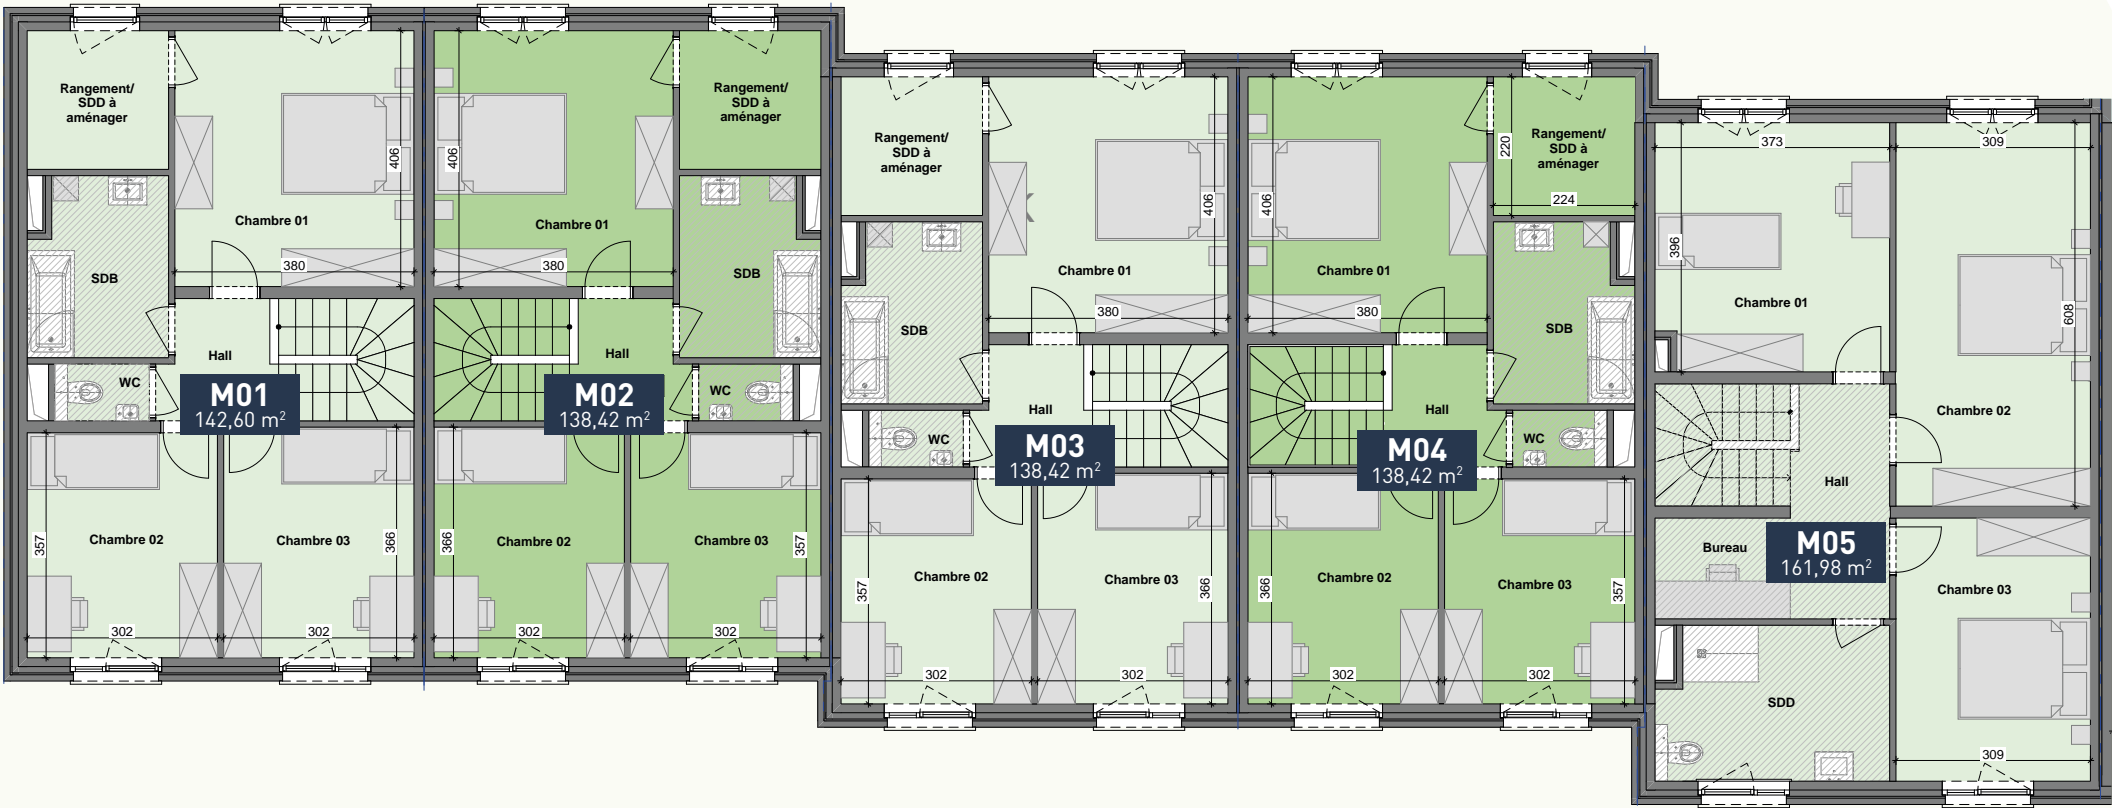 Rangement/
SDD à
aménager
406
Chambre 01
380
SDB
Hall
WC
M01
142,60 m²
Chambre 02
357
302
Chambre 03
366
302
406
Chambre 01
380
Rangement/
SDD à
aménager
SDB
Hall
WC
M02
138,42 m²
366
Chambre 02
302
Chambre 03
357
302
Rangement/
SDD à
aménager
406
Chambre 01
380
SDB
Hall
WC
M03
138,42 m²
357
Chambre 02
302
Chambre 03
366
302
406
Chambre 01
380
220
Rangement/
SDD à
aménager
224
SDB
Hall
WC
M04
138,42 m²
366
Chambre 02
302
Chambre 03
357
302
373
309
396
Chambre 01
608
Chambre 02
Hall
Bureau
M05
161,98 m²
Chambre 03
SDD
309